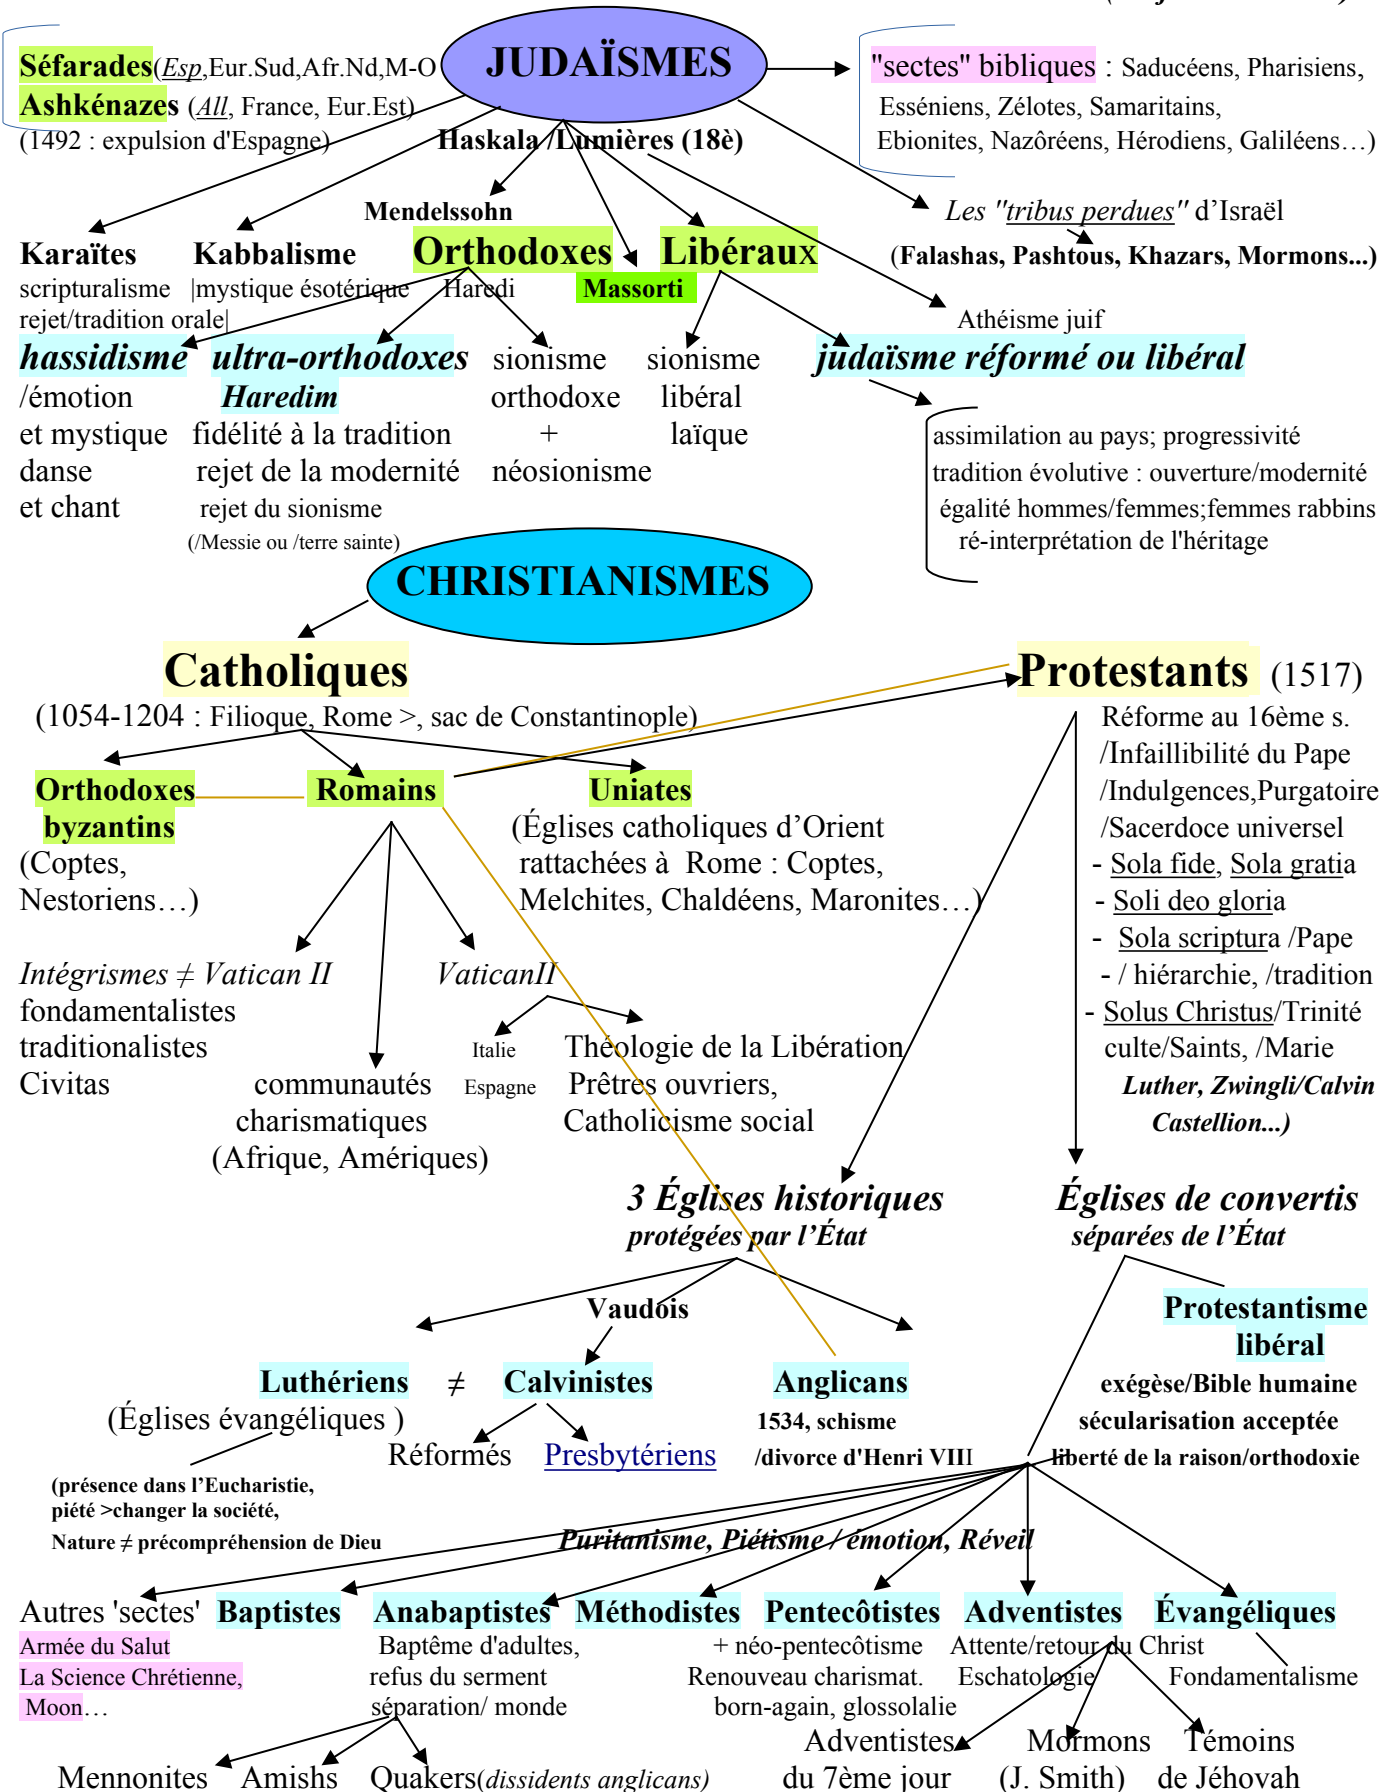 JUDAÏSMES
Séfarades(Esp,Eur.Sud,Afr.Nd,M-O
Ashkénazes (All, France, Eur.Est)
(1492 : expulsion d'Espagne)
"sectes" bibliques : Saducéens, Pharisiens,
Esséniens, Zélotes, Samaritains,
Ebionites, Nazôréens, Hérodiens, Galiléens…)
Haskala /Lumières (18è)
Mendelssohn
Les "tribus perdues" d’Israël
(Falashas, Pashtous, Khazars, Mormons...)
Karaïtes
scripturalisme
rejet/tradition orale|
Kabbalisme
|mystique ésotérique
Orthodoxes
Haredi
Massorti
Libéraux
Athéisme juif
hassidisme
/émotion
et mystique
danse
et chant
ultra-orthodoxes
Haredim
fidélité à la tradition
rejet de la modernité
rejet du sionisme
(/Messie ou /terre sainte)
sionisme
orthodoxe
+
néosionisme
sionisme
libéral
laïque
judaïsme réformé ou libéral
assimilation au pays; progressivité
tradition évolutive : ouverture/modernité
égalité hommes/femmes;femmes rabbins
ré-interprétation de l'héritage
CHRISTIANISMES
Catholiques
(1054-1204 : Filioque, Rome >, sac de Constantinople)
Protestants (1517)
Réforme au 16ème s.
/Infaillibilité du Pape
/Indulgences,Purgatoire
/Sacerdoce universel
- Sola fide, Sola gratia
- Soli deo gloria
- Sola scriptura /Pape
- / hiérarchie, /tradition
- Solus Christus/Trinité
culte/Saints, /Marie
Luther, Zwingli/Calvin
Castellion...)
Orthodoxes
byzantins
(Coptes,
Nestoriens…)
Romains
Uniates
(Églises catholiques d’Orient
rattachées à Rome : Coptes,
Melchites, Chaldéens, Maronites…)
Intégrismes ≠ Vatican II
fondamentalistes
traditionalistes
Civitas
communautés
charismatiques
(Afrique, Amériques)
VaticanII
Italie
Espagne
Théologie de la Libération
Prêtres ouvriers,
Catholicisme social
3 Églises historiques
protégées par l’État
Églises de convertis
séparées de l’État
Vaudois
Luthériens ≠ Calvinistes
(Églises évangéliques )
Réformés Presbytériens
Anglicans
1534, schisme
/divorce d'Henri VIII
Protestantisme
libéral
exégèse/Bible humaine
sécularisation acceptée
liberté de la raison/orthodoxie
(présence dans l’Eucharistie,
piété >changer la société,
Nature ≠ précompréhension de Dieu
Puritanisme, Piétisme / émotion, Réveil
Autres 'sectes'
Armée du Salut
La Science Chrétienne,
Moon…
Baptistes
Anabaptistes
Baptême d'adultes,
refus du serment
séparation/ monde
Méthodistes
Pentecôtistes
+ néo-pentecôtisme
Renouveau charismat.
born-again, glossolalie
Adventistes
Attente/retour du Christ
Eschatologie
Évangéliques
Fondamentalisme
Mennonites Amishs Quakers(dissidents anglicans)
Adventistes
du 7ème jour
Mormons
(J. Smith)
Témoins
de Jéhovah